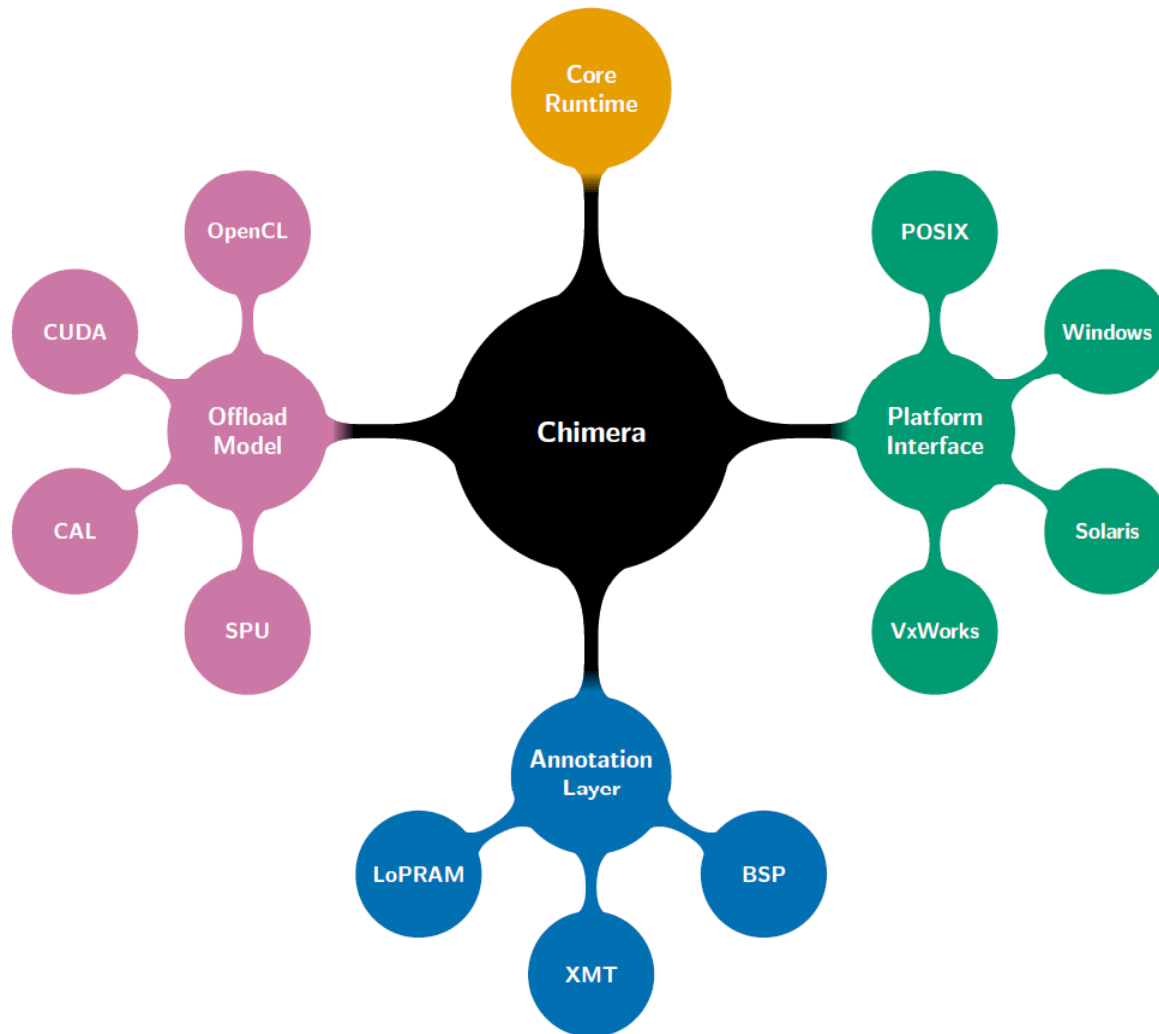 Core
Runtime
OpenCL
POSIX
CUDA
Windows
Offload
Model
Chimera
Platform
Interface
CAL
Solaris
SPU
VxWorks
Annotation
Layer
LoPRAM
BSP
XMT